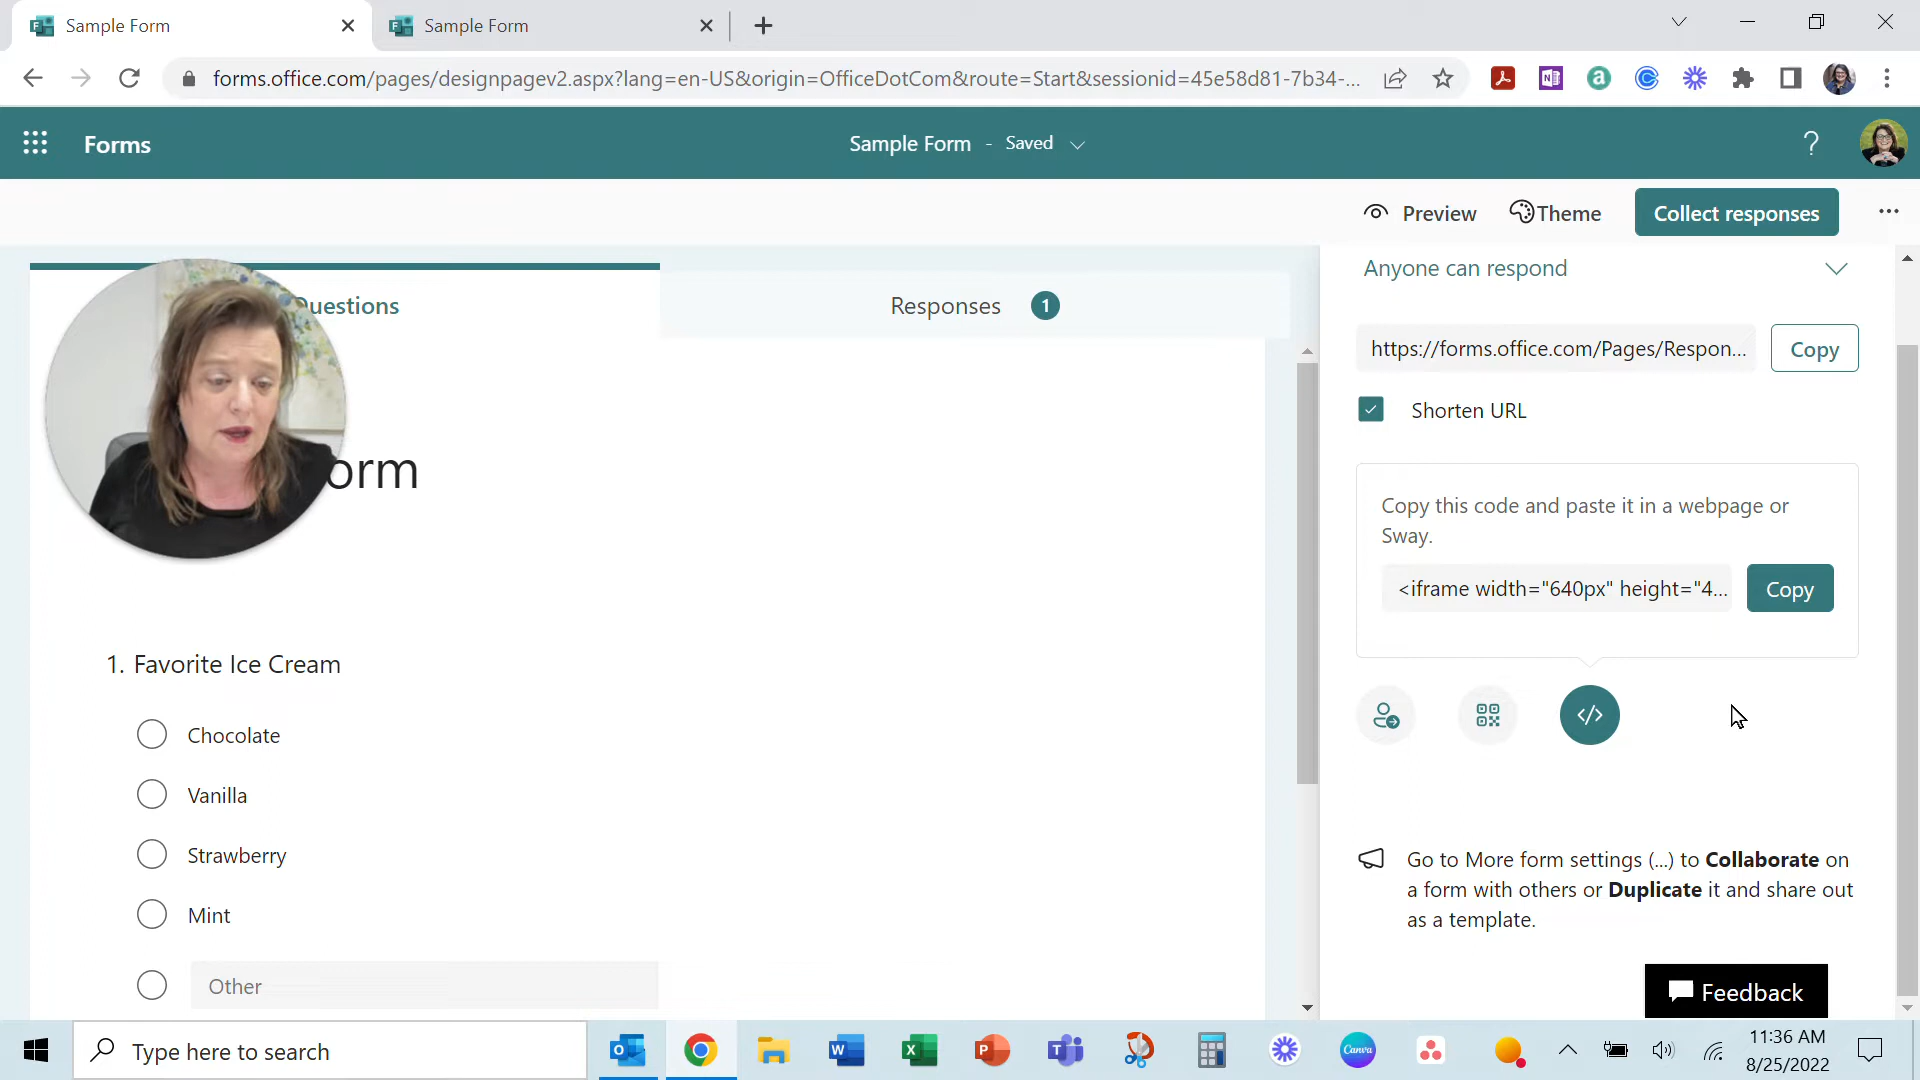 Sample Form
Sample Form
forms.office.com/pages/designpagev2.aspx?lang=en-US&origin=OfficeDotCom&route=Start&sessionid=45e58d81-7b34-...
Forms
Sample Form - Saved
?
Preview
Theme
Collect responses
...
Questions
Responses
1
Anyone can respond
https://forms.office.com/Pages/Respon...
Copy
Shorten URL
orm
Copy this code and paste it in a webpage or
Sway.
<iframe width="640px" height="4...
Copy
1. Favorite Ice Cream
Chocolate
Vanilla
Strawberry
Mint
Other
Go to More form settings (...) to Collaborate on
a form with others or Duplicate it and share out
as a template.
Feedback
Type here to search
Canva
11:36 AM
8/25/2022